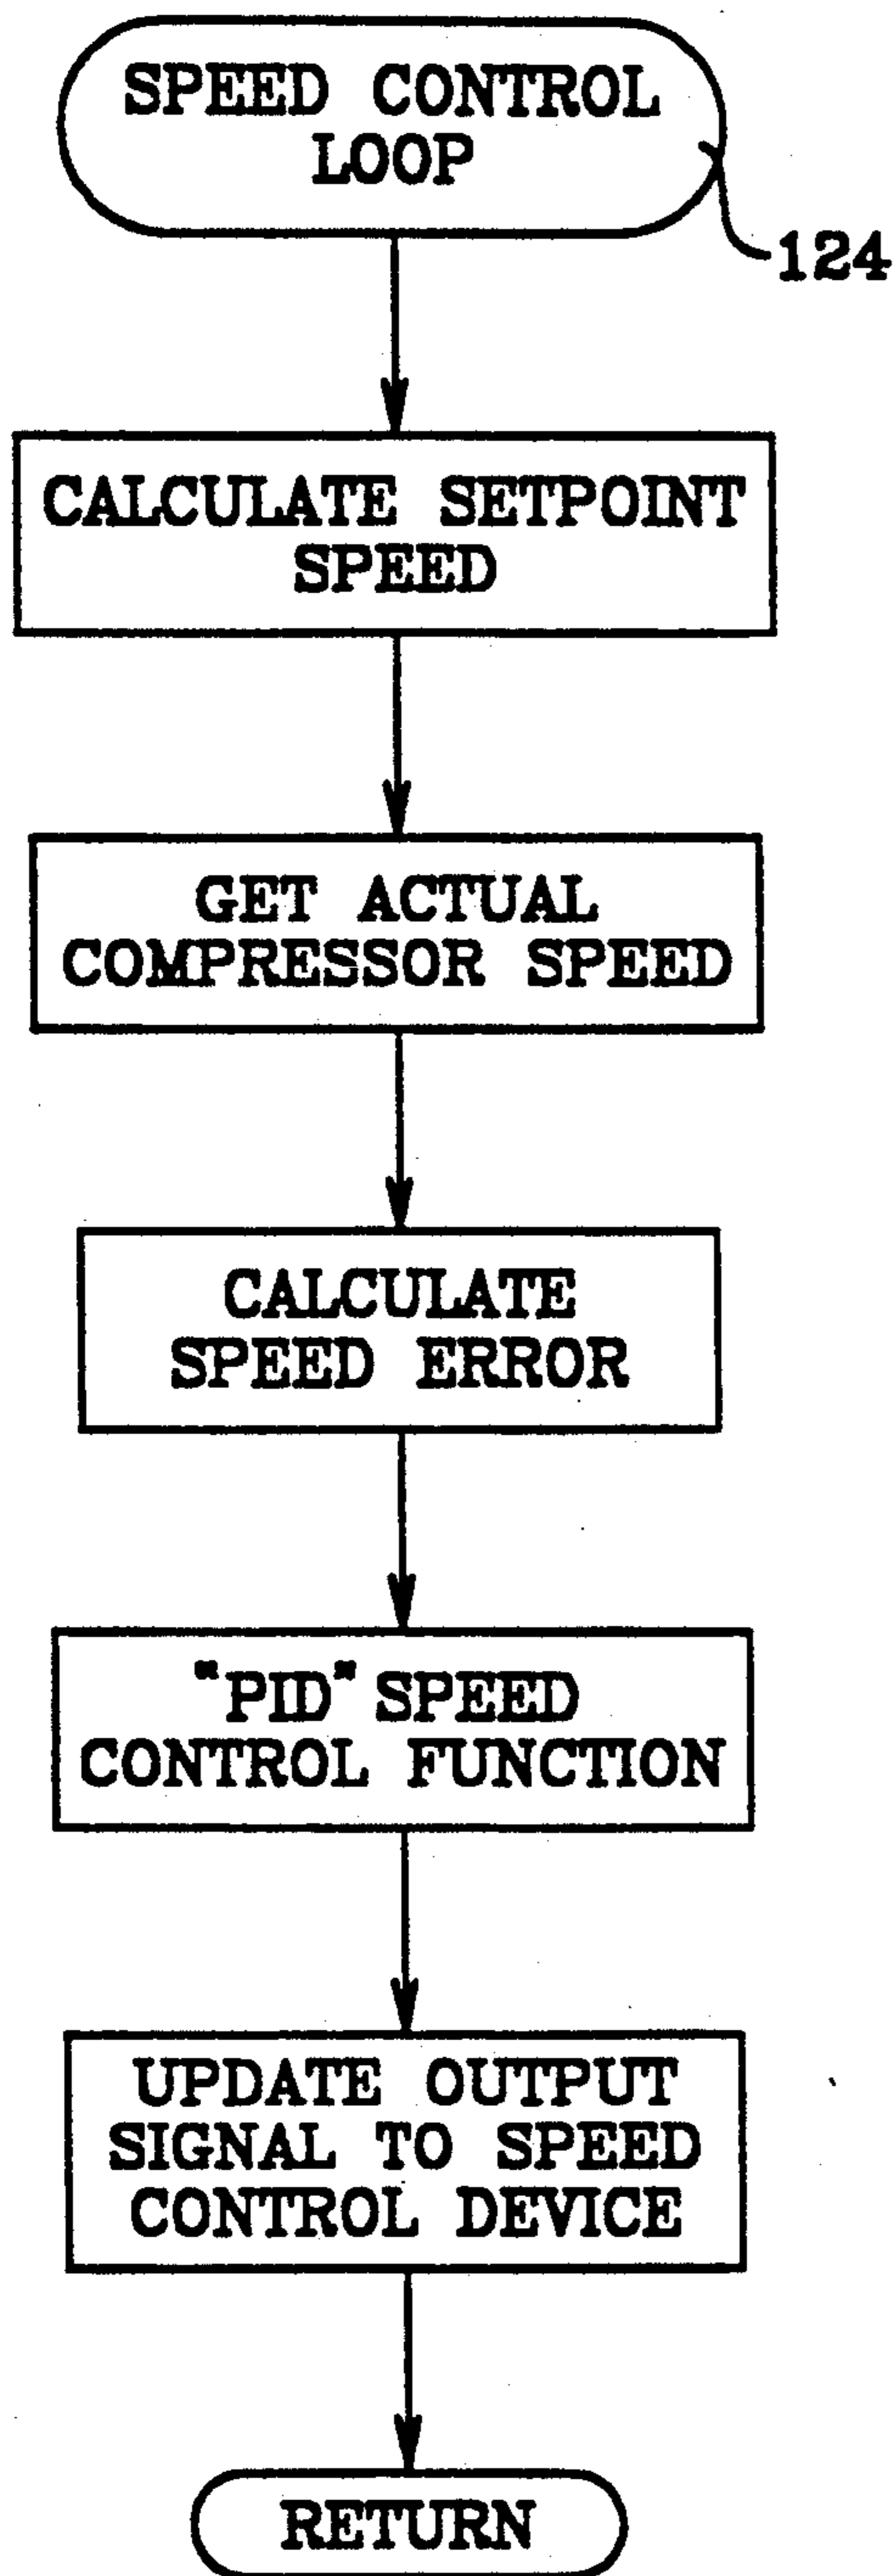 SPEED CONTROL
LOOP
124
CALCULATE SETPOINT
SPEED
GET ACTUAL
COMPRESSOR SPEED
CALCULATE
SPEED ERROR
"PID" SPEED
CONTROL FUNCTION
UPDATE OUTPUT
SIGNAL TO SPEED
CONTROL DEVICE
RETURN